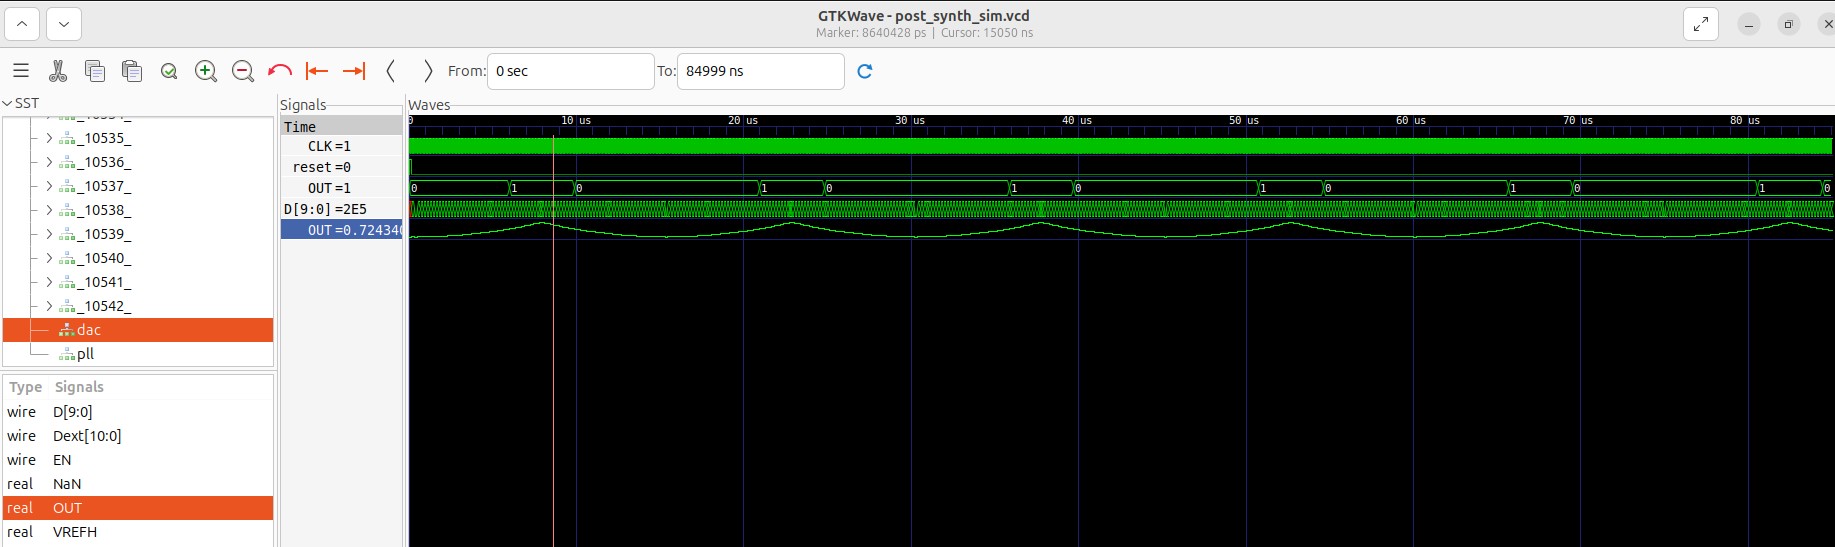 GTKWave - post_synth_sim.vcd
Marker: 8640428 ps | Cursor: 15050 ns
From: 0 sec To: 84999 ns
SST
_10535_
_10536_
_10537_
_10538_
_10539_
_10540_
_10541_
_10542_
dac
pll
Type Signals
wire D[9:0]
wire Dext[10:0]
wire EN
real NaN
real OUT
real VREFH
Signals
Time
CLK =1
reset =0
OUT =1
D[9:0] =2E5
OUT =0.72434
Waves
0 10 us 20 us 30 us 40 us 50 us 60 us 70 us 80 us
0 1 0 1 0 1 0 1 0 1 0 1 0